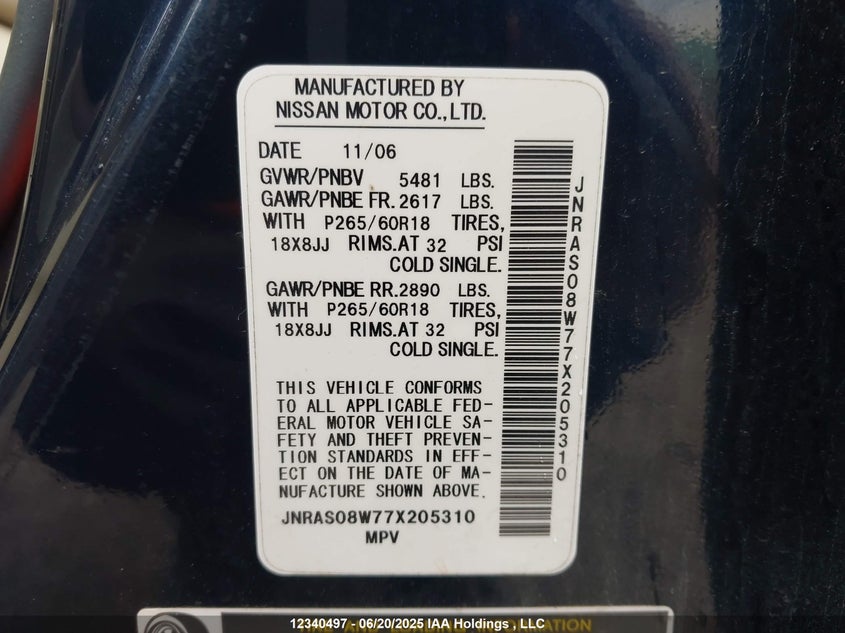 MANUFACTURED BY
NISSAN MOTOR CO.,LTD.
DATE 11/06
GVWR/PNBV 5481 LBS.
GAWR/PNBE FR. 2617 LBS.
WITH P265/60R18 TIRES,
18X8JJ RIMS.AT 32 PSI
COLD SINGLE.
GAWR/PNBE RR. 2890 LBS.
WITH P265/60R18 TIRES,
18X8JJ RIMS.AT 32 PSI
COLD SINGLE.
THIS VEHICLE CONFORMS
TO ALL APPLICABLE FED-
ERAL MOTOR VEHICLE SA-
FETY AND THEFT PREVEN-
TION STANDARDS IN EFF-
ECT ON THE DATE OF MA-
NUFACTURE SHOWN ABOVE.
JNRAS08W77X205310
MPV
JNRAS08W77X205310
TIRE AND LOADING INFORMATION
12340497 - 06/20/2025 IAA Holdings , LLC